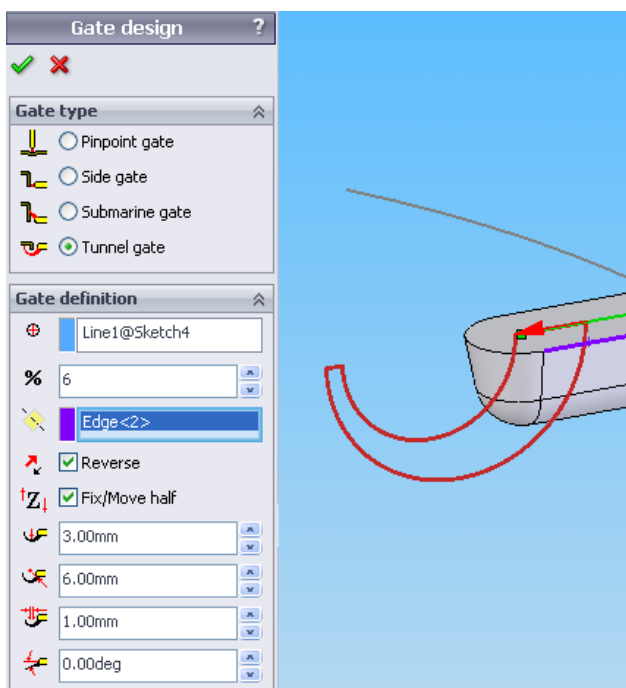 Gate design ?
Gate type
Pinpoint gate
Side gate
Submarine gate
Tunnel gate
Gate definition
Line1@Sketch4
% 6
Edge<2>
Reverse
Z Fix/Move half
3.00mm
6.00mm
1.00mm
0.00deg